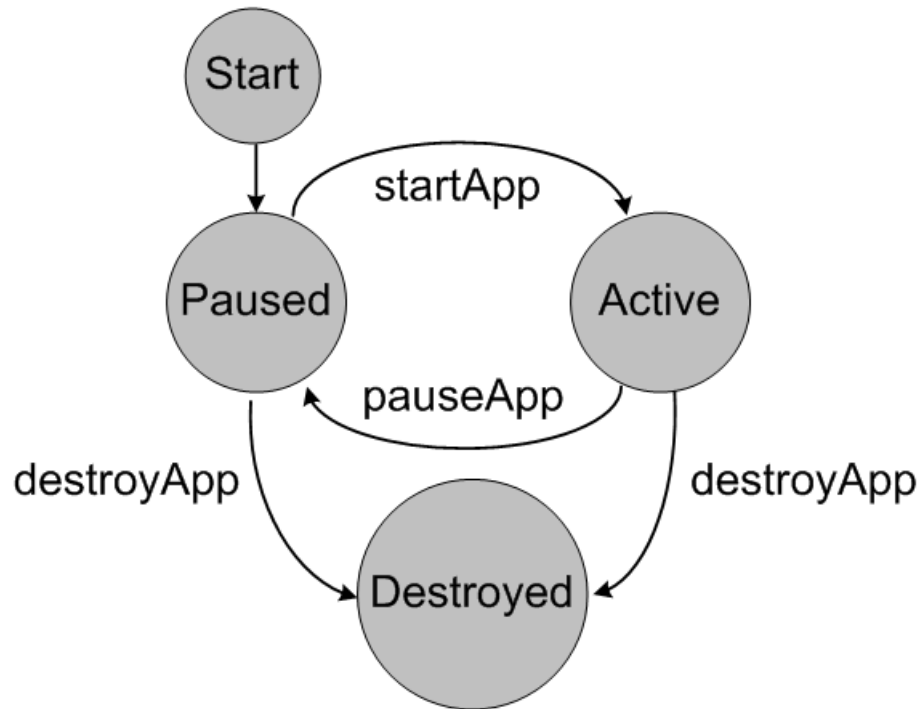 Start
startApp
Paused
Active
pauseApp
destroyApp
destroyApp
Destroyed